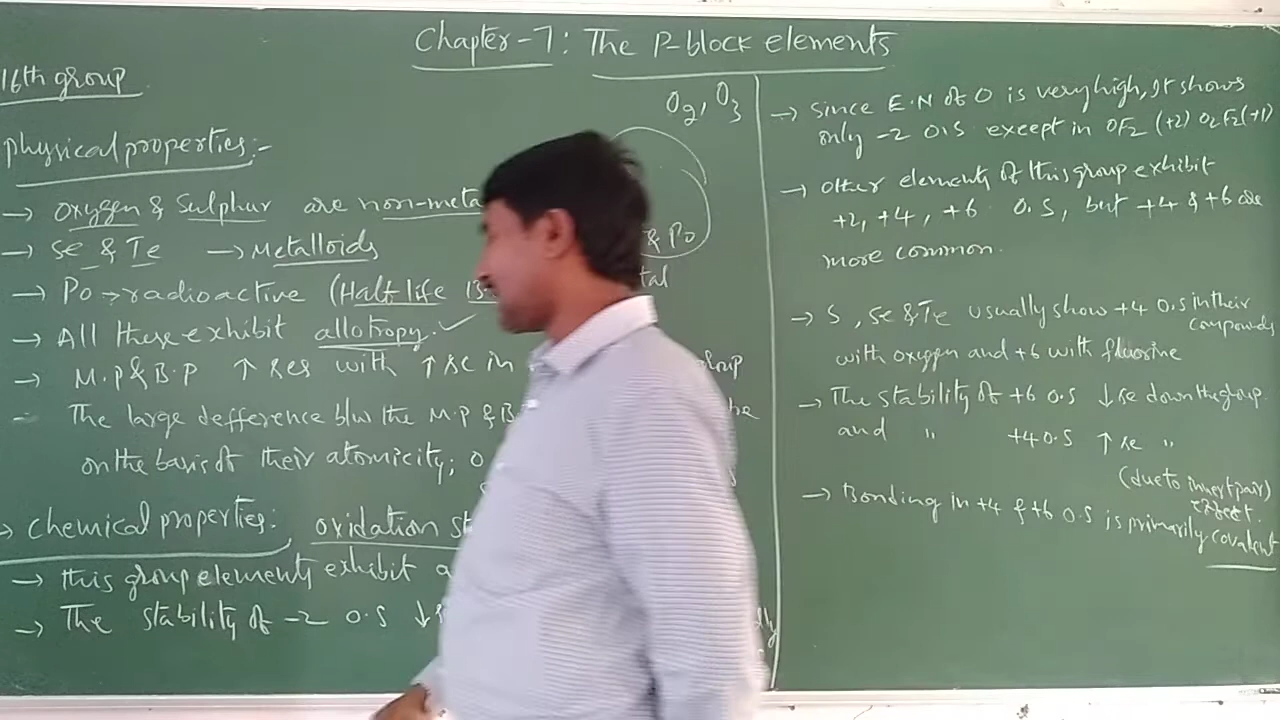 Chapter-7: The P-block elements
16th group
physical properties:-
→ oxygen & Sulphur are non-meta
→ Se & Te → Metalloids
→ Po → radioactive (Half life 13
→ All these exhibit allotropy. ✓
→ M.P & B.P ↑ses with ↑se in
The large defference b/w the M.P & B
on the basis of their atomicity; O
→ chemical properties: oxidation st
→ this group elements exhibit a
→ The stability of -2 O.S ↓s
O2, O3
& Po
tal
oup
→ since E.N of O is very high, It shows
only -2 O.S except in OF2 (+2) O2F2(+1)
→ other elements of this group exhibit
+2, +4, +6 O.S, but +4 & +6 are
more common.
→ S, Se & Te usually show +4 O.S in their
compounds
with oxygen and +6 with fluorine
→ The stability of +6 O.S ↓se down the group.
and " +4 O.S ↑se "
(due to inert pair)
effect.
→ Bonding in +4 & +6 O.S is primarily covalent